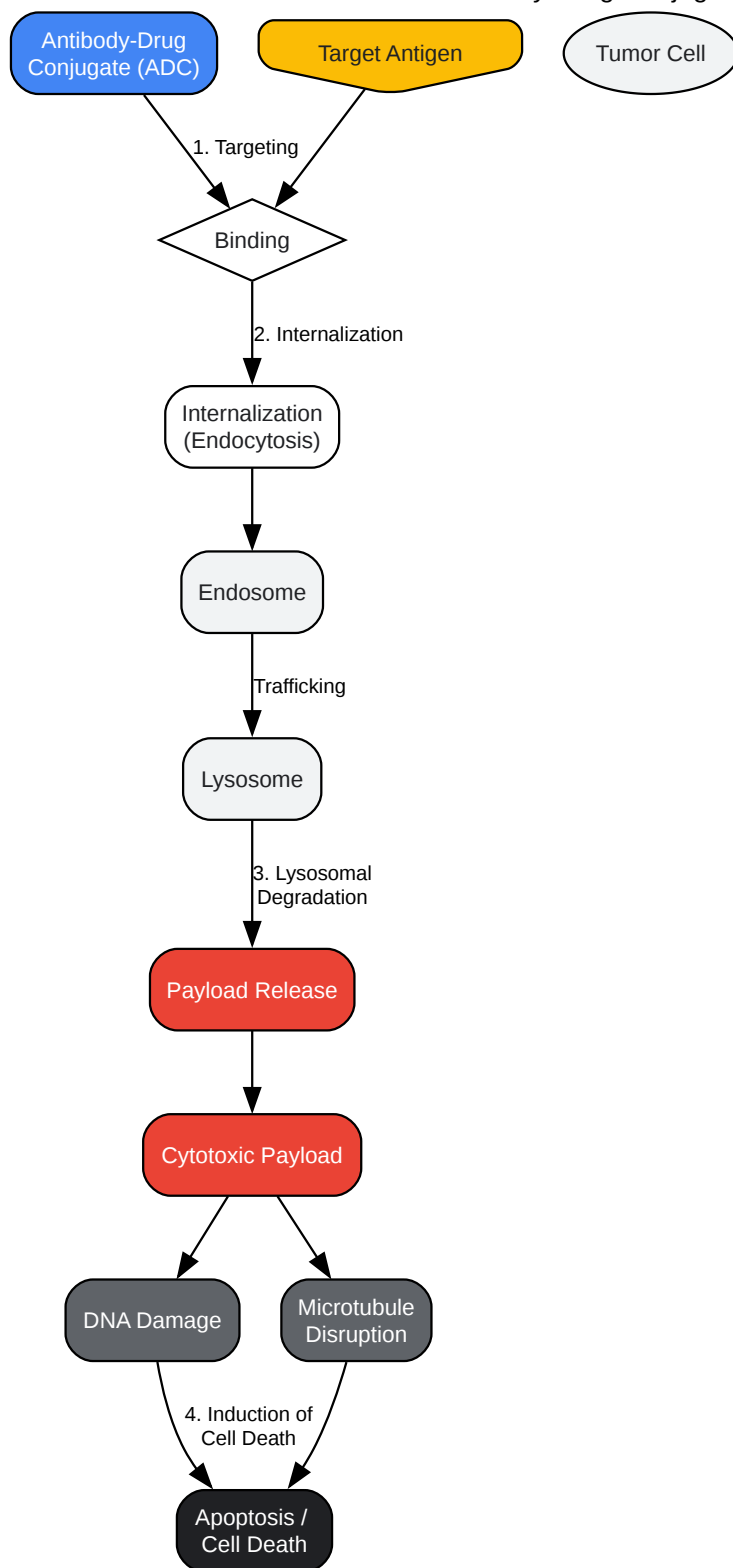 Antibody-Drug
Conjugate (ADC)
Target Antigen
Tumor Cell
1. Targeting
Binding
2. Internalization
Internalization
(Endocytosis)
Endosome
Trafficking
Lysosome
3. Lysosomal
Degradation
Payload Release
Cytotoxic Payload
DNA Damage
Microtubule
Disruption
4. Induction of
Cell Death
Apoptosis /
Cell Death